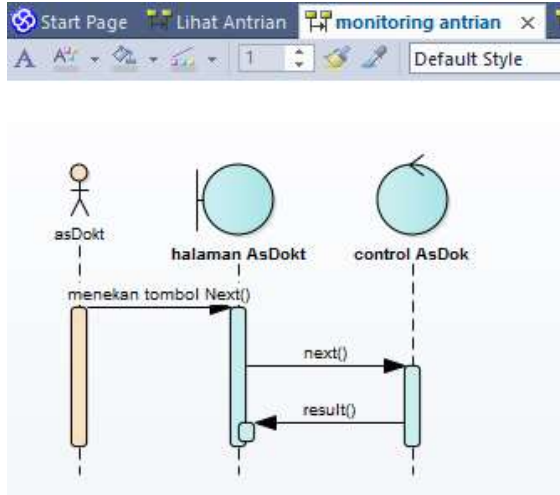 Start Page Lihat Antrian monitoring antrian ×
A 1 Default Style
asDokt
halaman AsDokt control AsDok
menekan tombol Next()
next()
result()